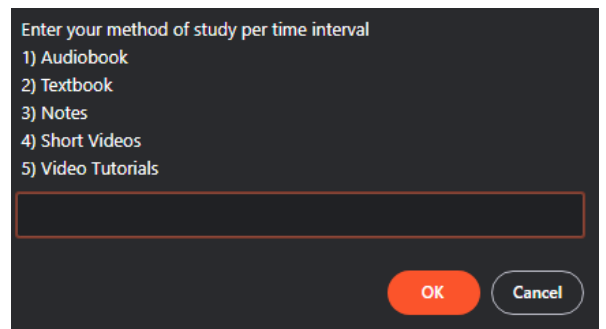 Enter your method of study per time interval
1) Audiobook
2) Textbook
3) Notes
4) Short Videos
5) Video Tutorials
OK
Cancel